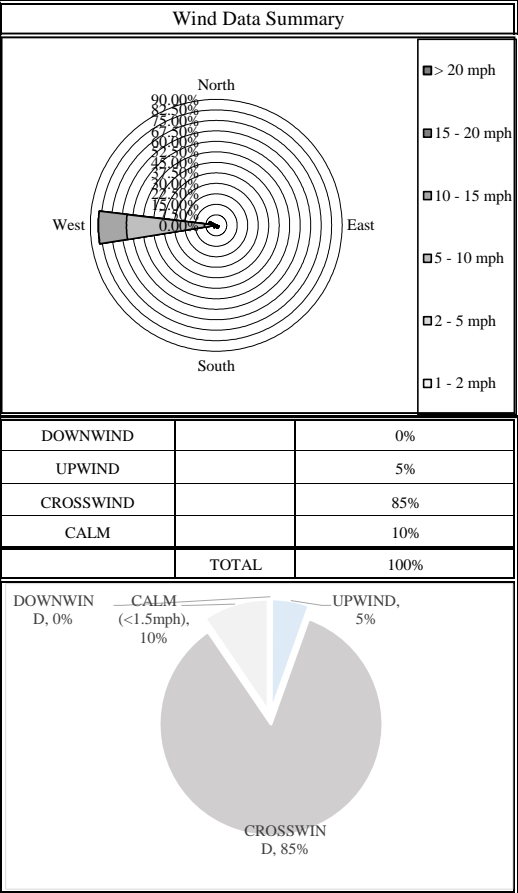 Wind Data Summary
North
90.00%
82.50%
75.00%
67.50%
60.00%
52.50%
45.00%
37.50%
30.00%
22.50%
15.00%
7.50%
0.00%
West
East
South
> 20 mph
15 - 20 mph
10 - 15 mph
5 - 10 mph
2 - 5 mph
1 - 2 mph
DOWNWIND 0%
UPWIND 5%
CROSSWIND 85%
CALM 10%
TOTAL 100%
DOWNWIN
D, 0%
CALM
(<1.5mph),
10%
UPWIND,
5%
CROSSWIN
D, 85%